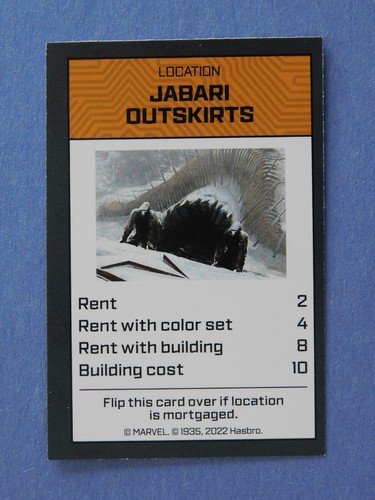 LOCATION
JABARI
OUTSKIRTS
Rent 2
Rent with color set 4
Rent with building 8
Building cost 10
Flip this card over if location
is mortgaged.
© MARVEL. © 1935, 2022 Hasbro.